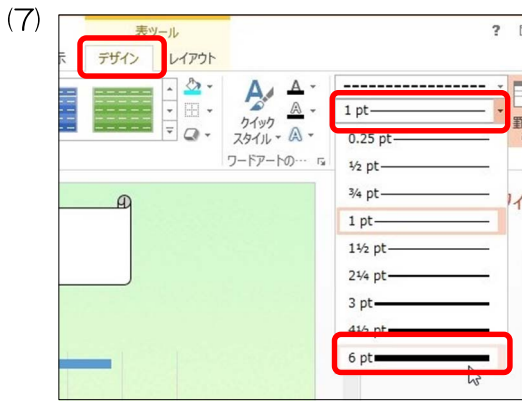 (7)
表ツール
?
デザイン
レイアウト
クイック
スタイル
ワードアートの…
1 pt
0.25 pt
½ pt
¾ pt
1 pt
1½ pt
2¼ pt
3 pt
4½ pt
6 pt